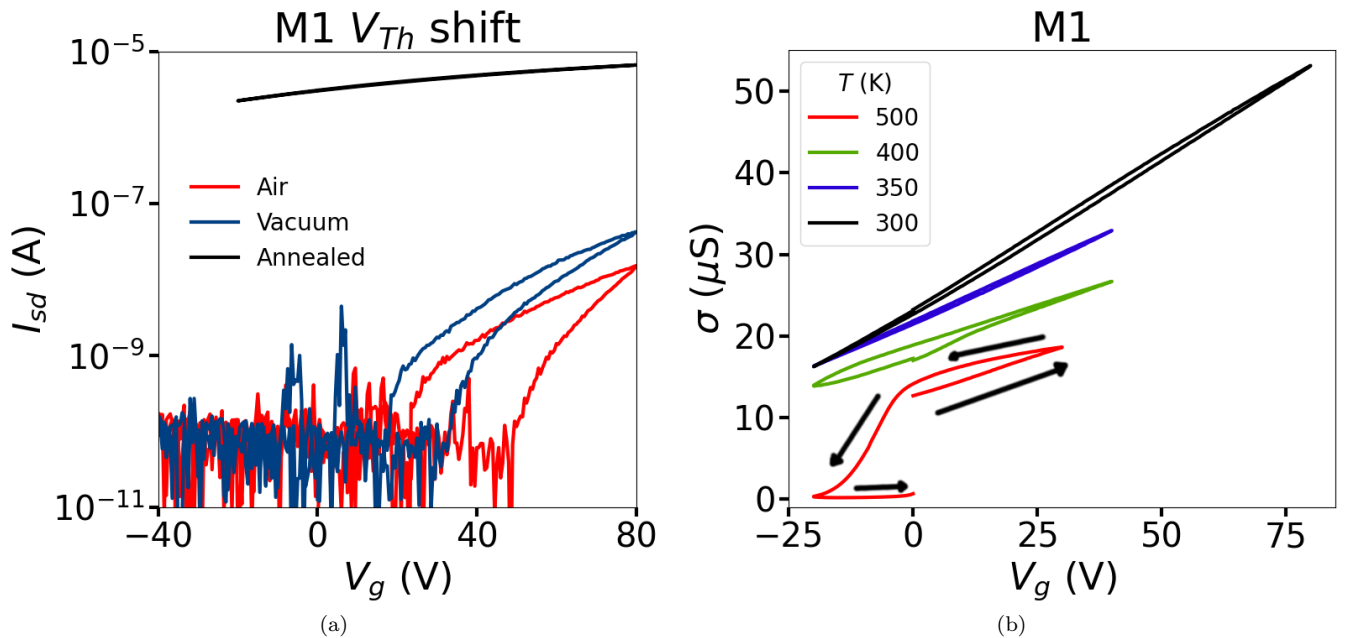 M1 V_Th shift
10⁻⁵
10⁻⁷
10⁻⁹
10⁻¹¹
I_sd (A)
Air
Vacuum
Annealed
−40 0 40 80
V_g (V)
(a)
M1
T (K)
500
400
350
300
50
40
30
20
10
0
σ (μS)
−25 0 25 50 75
V_g (V)
(b)